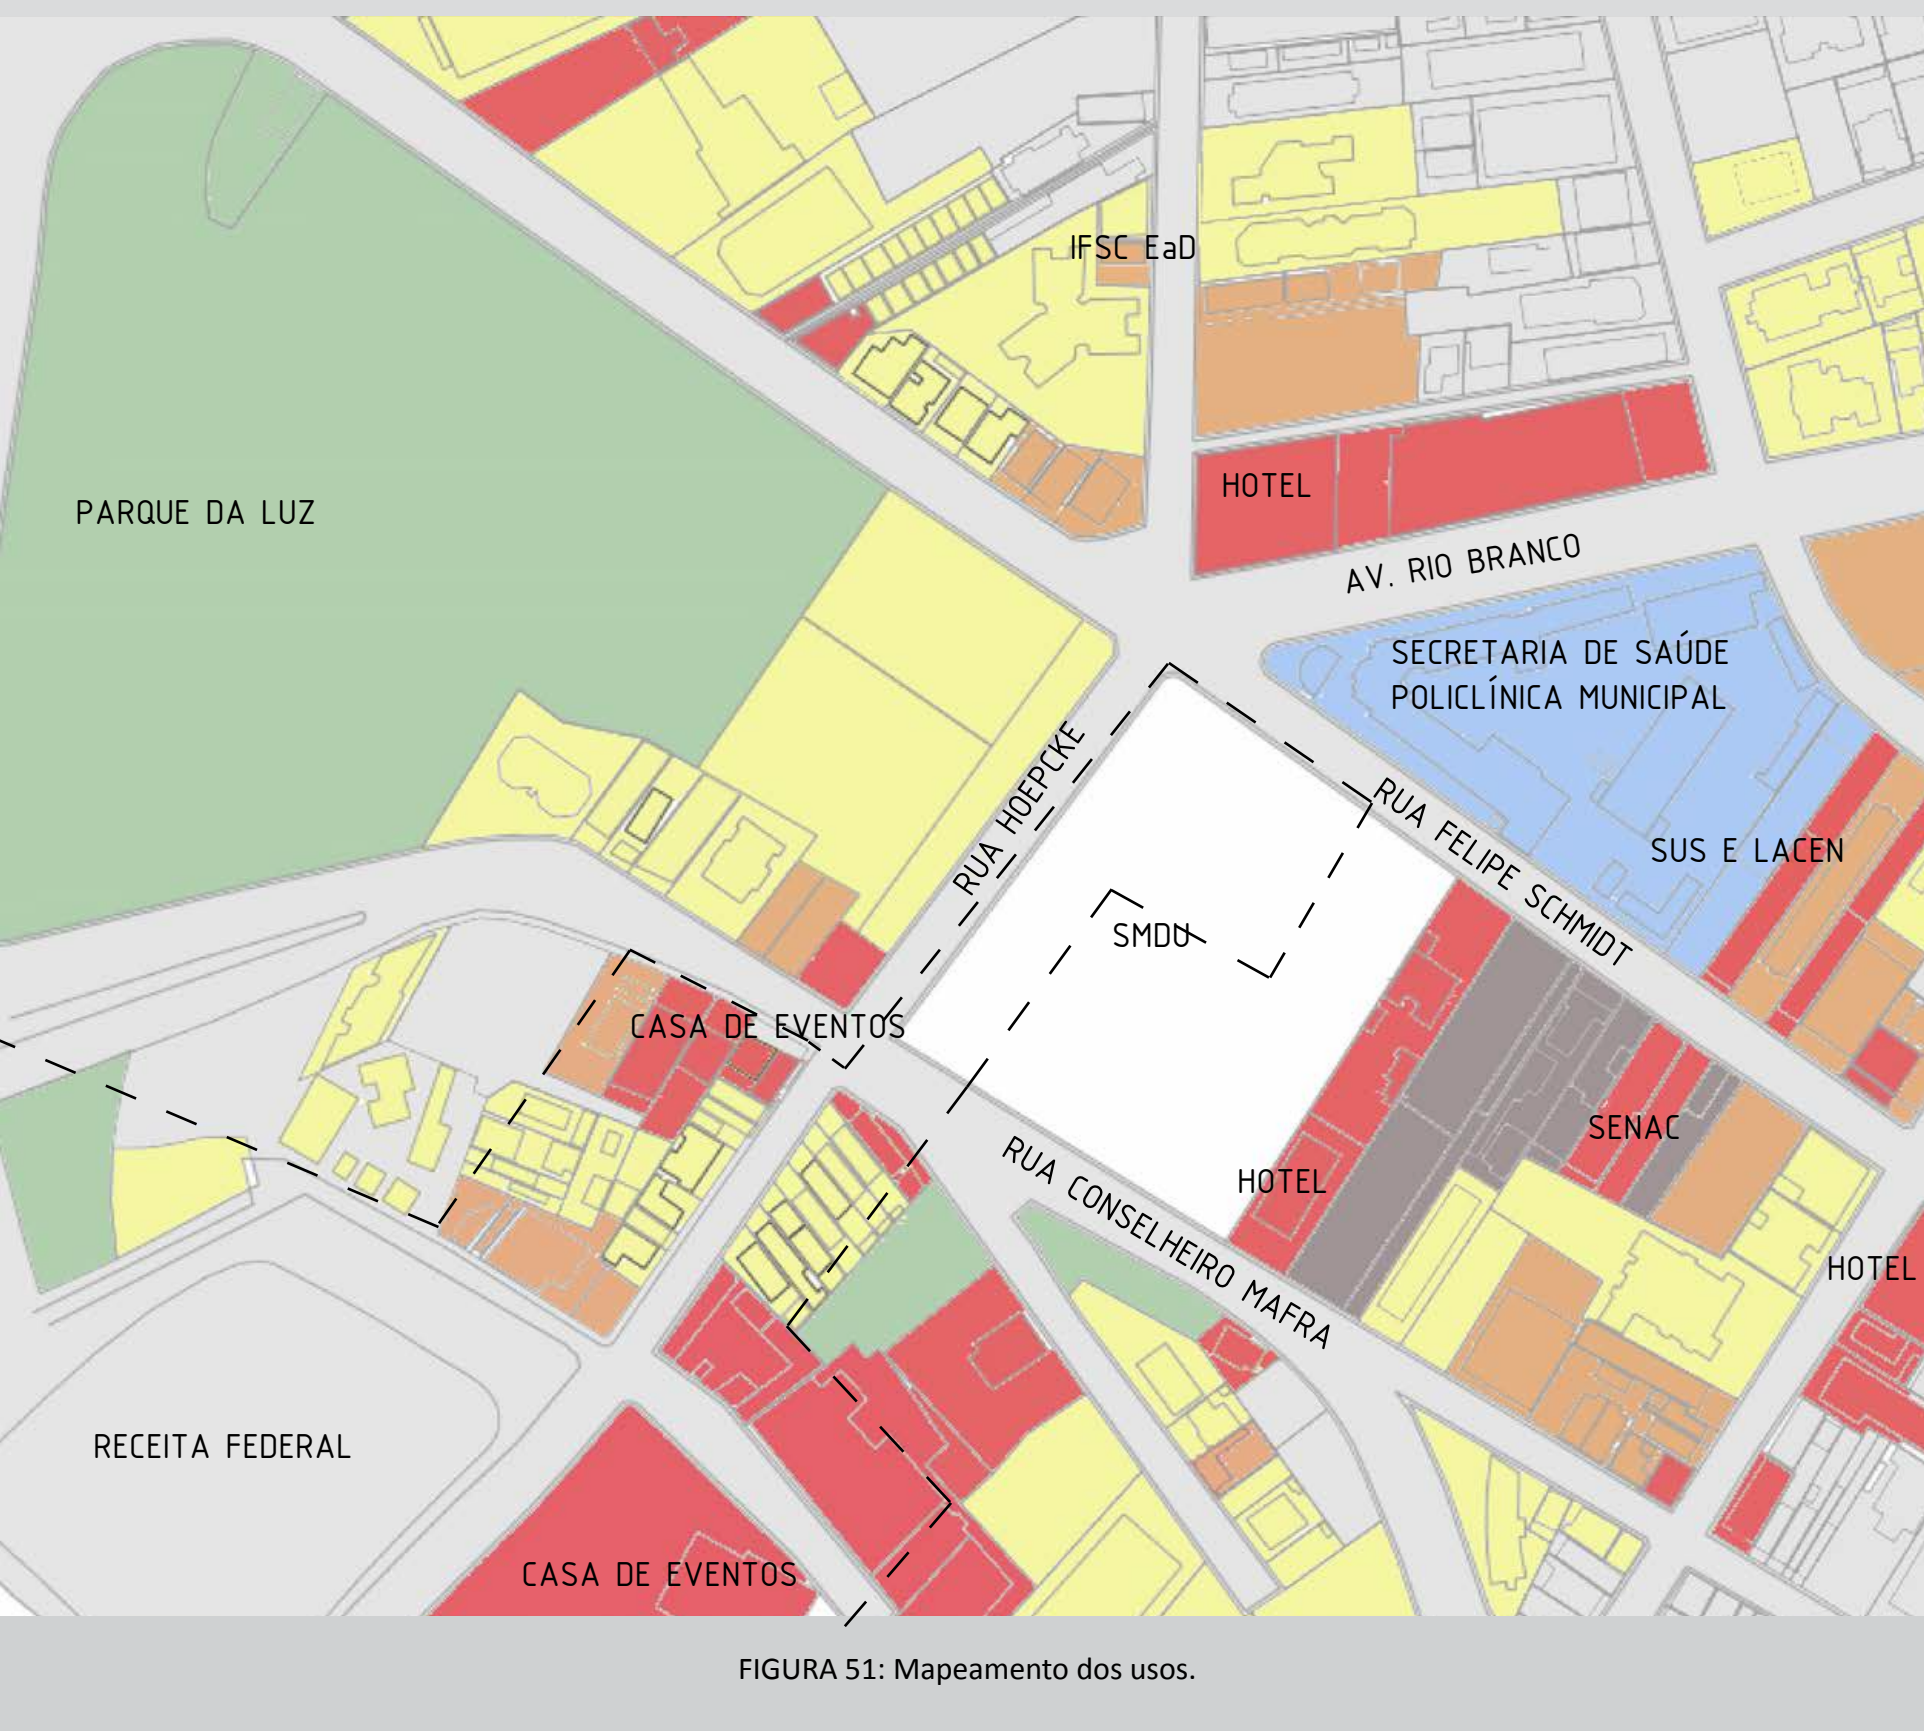 IFSC EaD
HOTEL
PARQUE DA LUZ
AV. RIO BRANCO
SECRETARIA DE SAÚDE
POLICLÍNICA MUNICIPAL
RUA HOEPCKE
RUA FELIPE SCHMIDT
SUS E LACEN
SMDU
CASA DE EVENTOS
SENAC
RUA CONSELHEIRO MAFRA
HOTEL
HOTEL
RECEITA FEDERAL
CASA DE EVENTOS
FIGURA 51: Mapeamento dos usos.